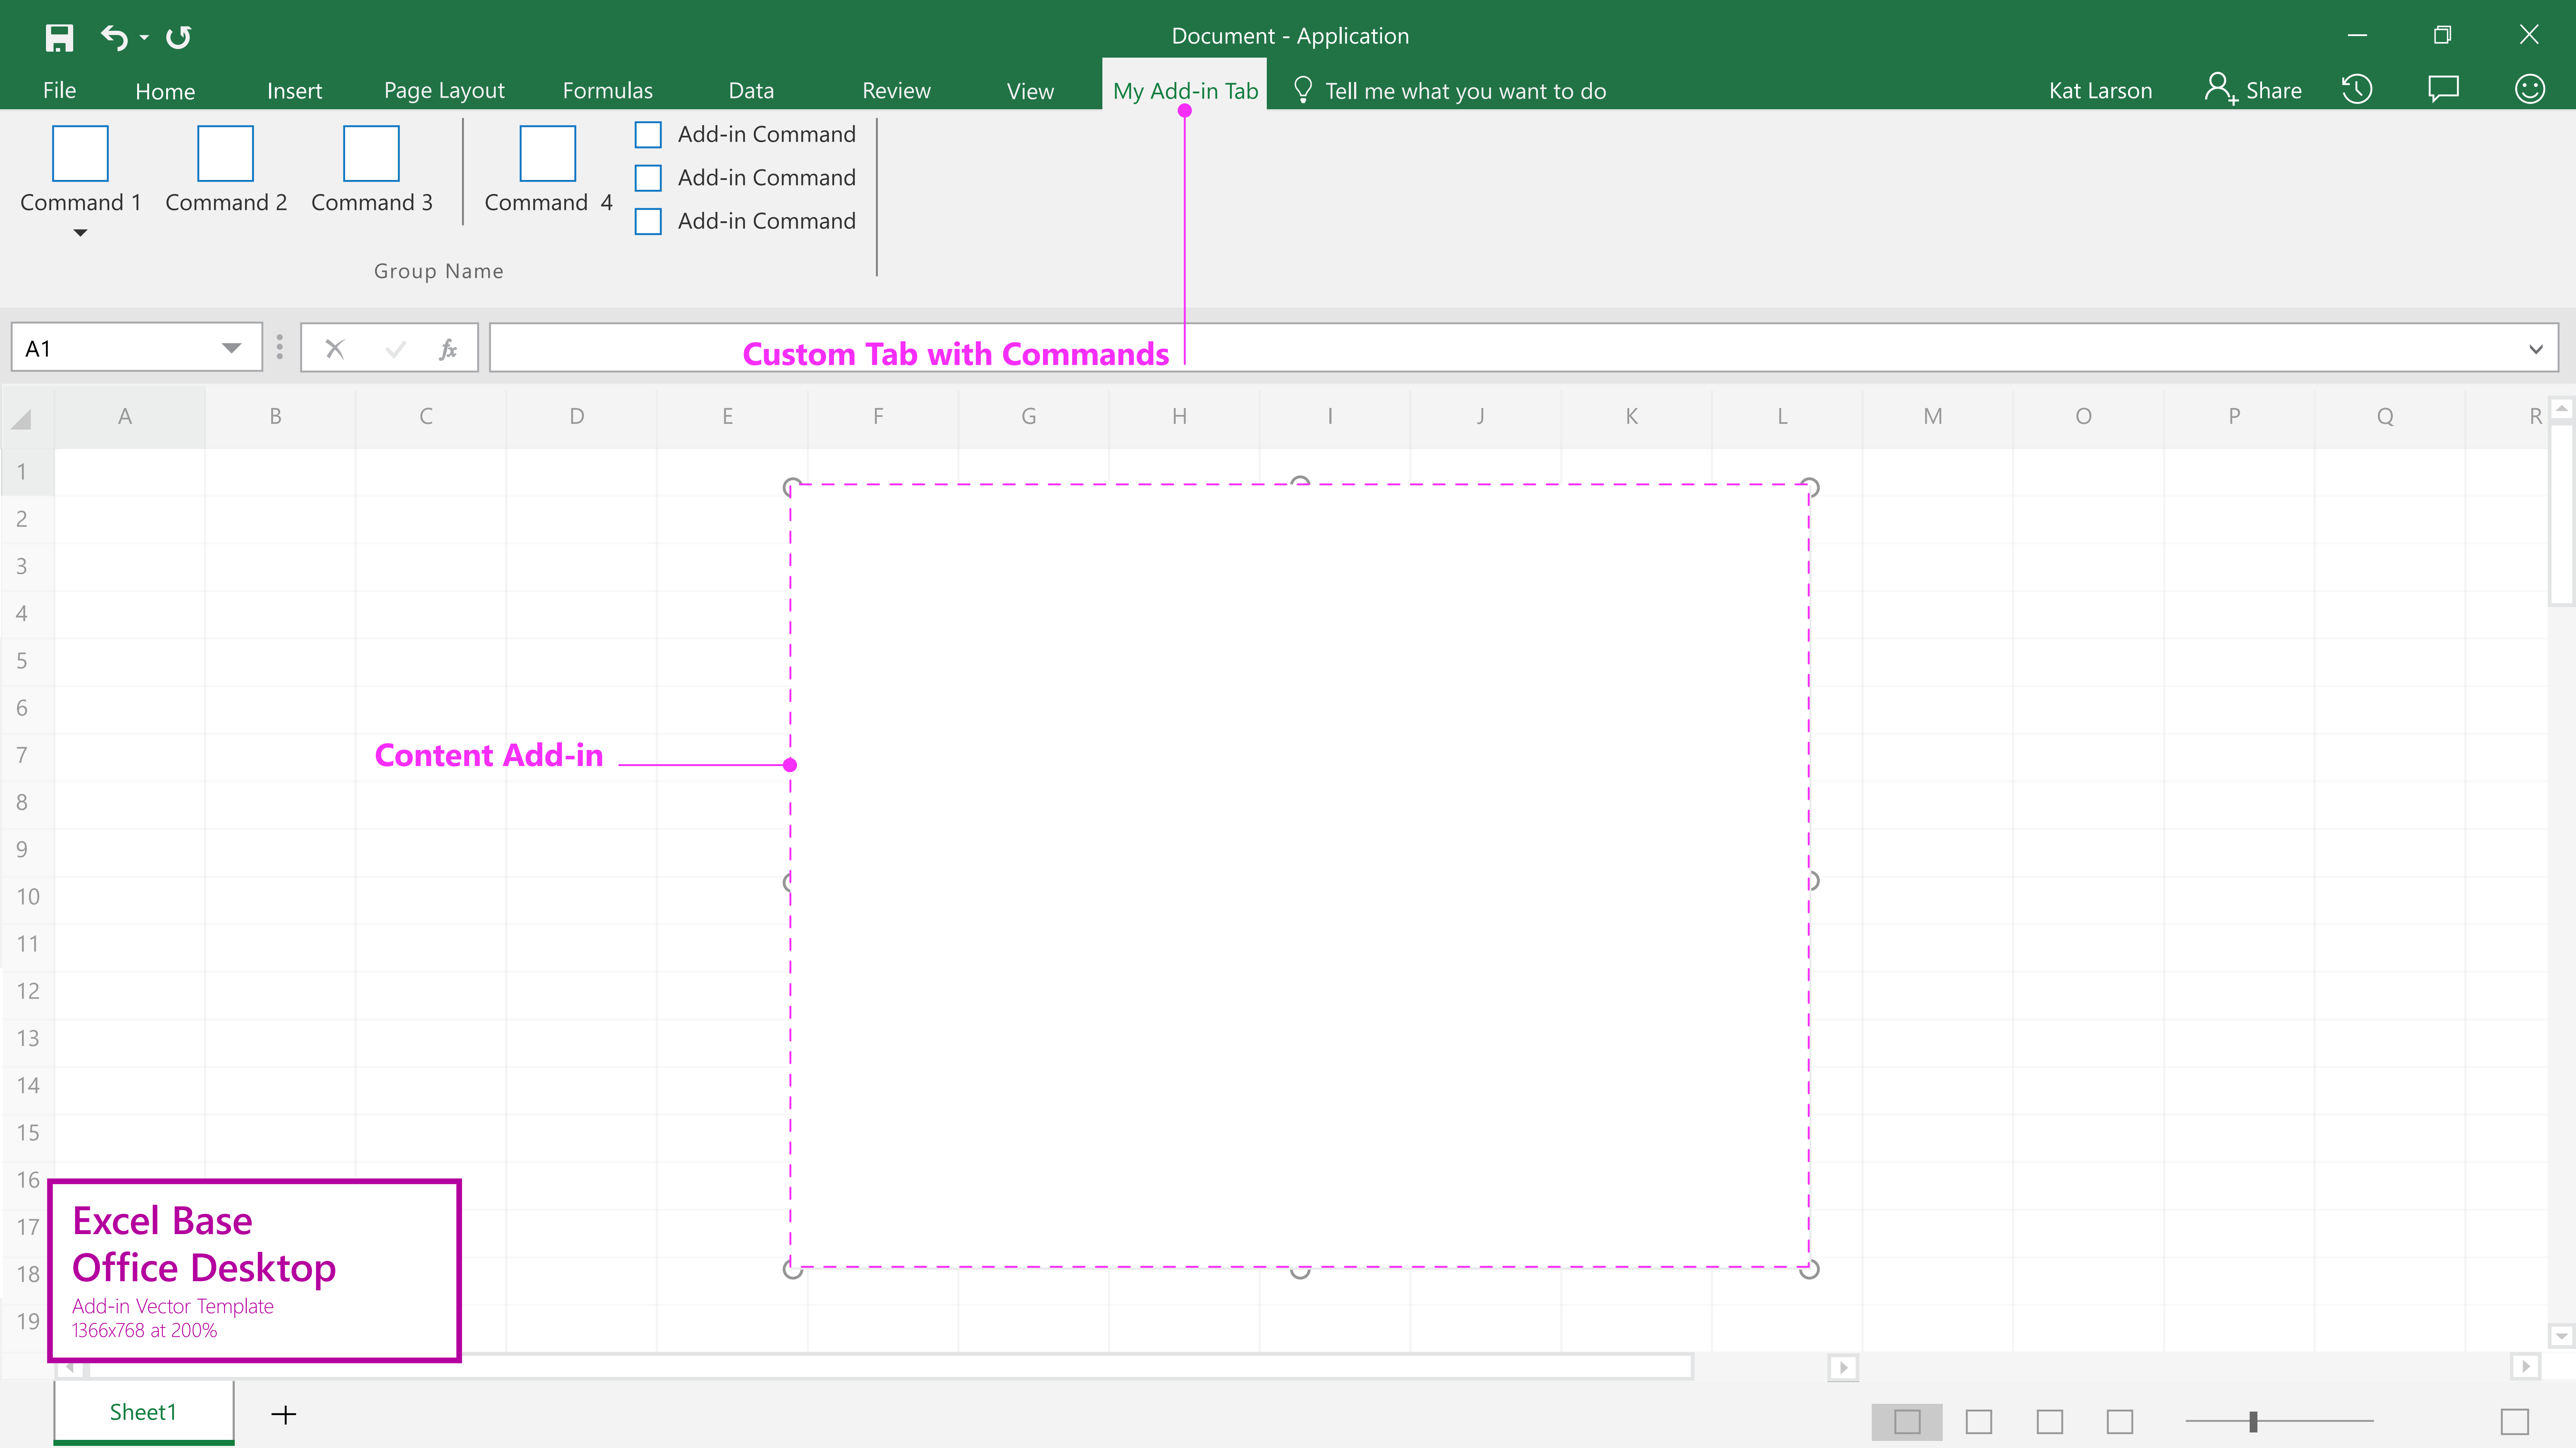 Document - Application
File Home Insert Page Layout Formulas Data Review View My Add-in Tab Tell me what you want to do Kat Larson Share
Command 1 Command 2 Command 3 Command 4
Add-in Command
Add-in Command
Add-in Command
Group Name
A1 fx
Custom Tab with Commands
A B C D E F G H I J K L M O P Q R
1
2
3
4
5
6
7
Content Add-in
8
9
10
11
12
13
14
15
16
17
18
19
Excel Base
Office Desktop
Add-in Vector Template
1366x768 at 200%
Sheet1